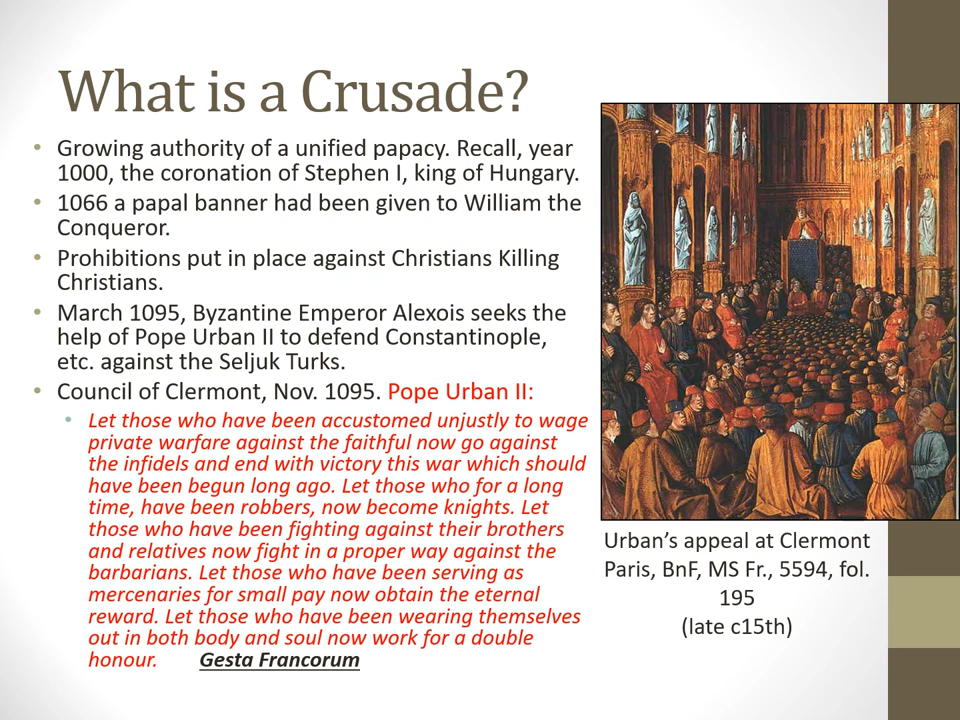 What is a Crusade?
• Growing authority of a unified papacy. Recall, year
1000, the coronation of Stephen I, king of Hungary.
• 1066 a papal banner had been given to William the
Conqueror.
• Prohibitions put in place against Christians Killing
Christians.
• March 1095, Byzantine Emperor Alexois seeks the
help of Pope Urban II to defend Constantinople,
etc. against the Seljuk Turks.
• Council of Clermont, Nov. 1095. Pope Urban II:
• Let those who have been accustomed unjustly to wage
private warfare against the faithful now go against
the infidels and end with victory this war which should
have been begun long ago. Let those who for a long
time, have been robbers, now become knights. Let
those who have been fighting against their brothers
and relatives now fight in a proper way against the
barbarians. Let those who have been serving as
mercenaries for small pay now obtain the eternal
reward. Let those who have been wearing themselves
out in both body and soul now work for a double
honour. Gesta Francorum
Urban’s appeal at Clermont
Paris, BnF, MS Fr., 5594, fol.
195
(late c15th)